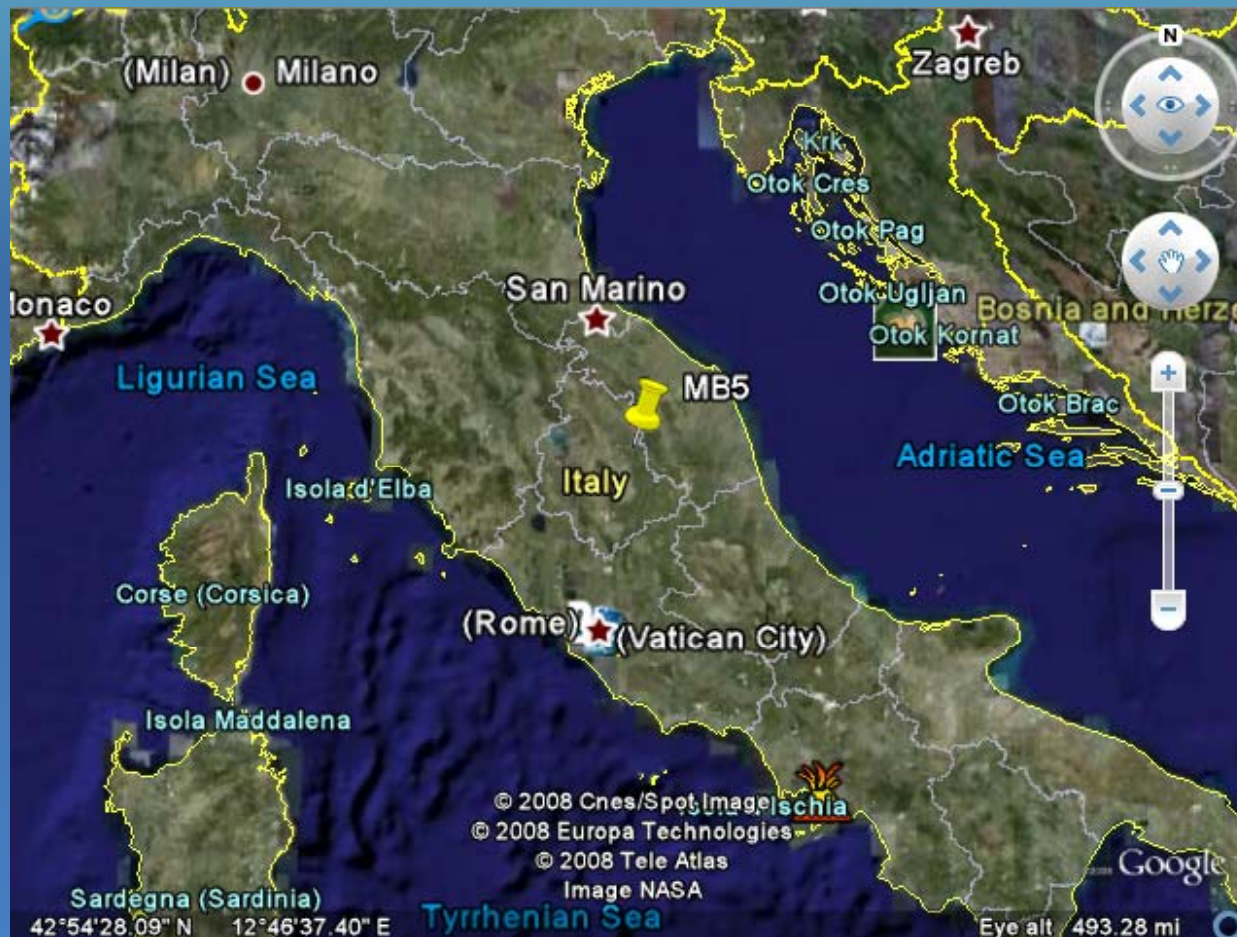 N
Zagreb
(Milan) Milano
Krk
Otok Cres
Otok Pag
San Marino
Otok Ugljan
Monaco
Bosnia and Herze
Otok Kornat
Ligurian Sea
MB5
Otok Brac
Adriatic Sea
Italy
Isola d'Elba
Corse (Corsica)
(Rome) (Vatican City)
Isola Maddalena
© 2008 Cnes/Spot Image
Ischia
© 2008 Europa Technologies
© 2008 Tele Atlas
Image NASA
Google
Sardegna (Sardinia)
Tyrrhenian Sea
42°54'28.09" N 12°46'37.40" E
Eye alt 493.28 mi